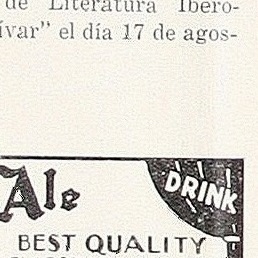 de Literatura Ibero-
ívar” el día 17 de agos-
Ale
DRINK
BEST QUALITY